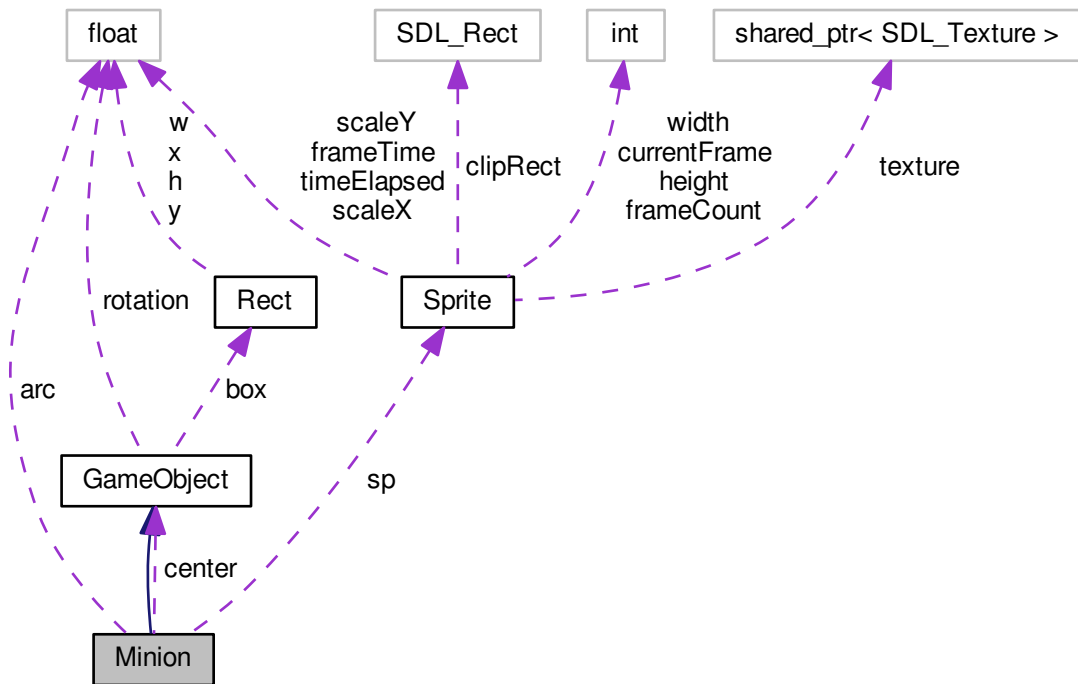 float
SDL_Rect
int
shared_ptr< SDL_Texture >
w
x
h
y
scaleY
frameTime
timeElapsed
scaleX
clipRect
width
currentFrame
height
frameCount
texture
rotation
Rect
Sprite
arc
box
GameObject
sp
center
Minion